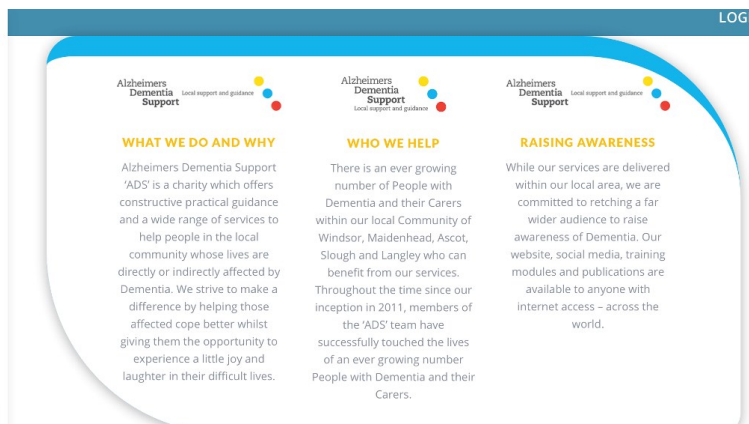 LOG
Alzheimers
Dementia
Support
Local support and guidance
WHAT WE DO AND WHY
Alzheimers Dementia Support
‘ADS’ is a charity which offers
constructive practical guidance
and a wide range of services to
help people in the local
community whose lives are
directly or indirectly affected by
Dementia. We strive to make a
difference by helping those
affected cope better whilst
giving them the opportunity to
experience a little joy and
laughter in their difficult lives.
Alzheimers
Dementia
Support
Local support and guidance
WHO WE HELP
There is an ever growing
number of People with
Dementia and their Carers
within our local Community of
Windsor, Maidenhead, Ascot,
Slough and Langley who can
benefit from our services.
Throughout the time since our
inception in 2011, members of
the ‘ADS’ team have
successfully touched the lives
of an ever growing number
People with Dementia and their
Carers.
Alzheimers
Dementia
Support
Local support and guidance
RAISING AWARENESS
While our services are delivered
within our local area, we are
committed to retching a far
wider audience to raise
awareness of Dementia. Our
website, social media, training
modules and publications are
available to anyone with
internet access – across the
world.